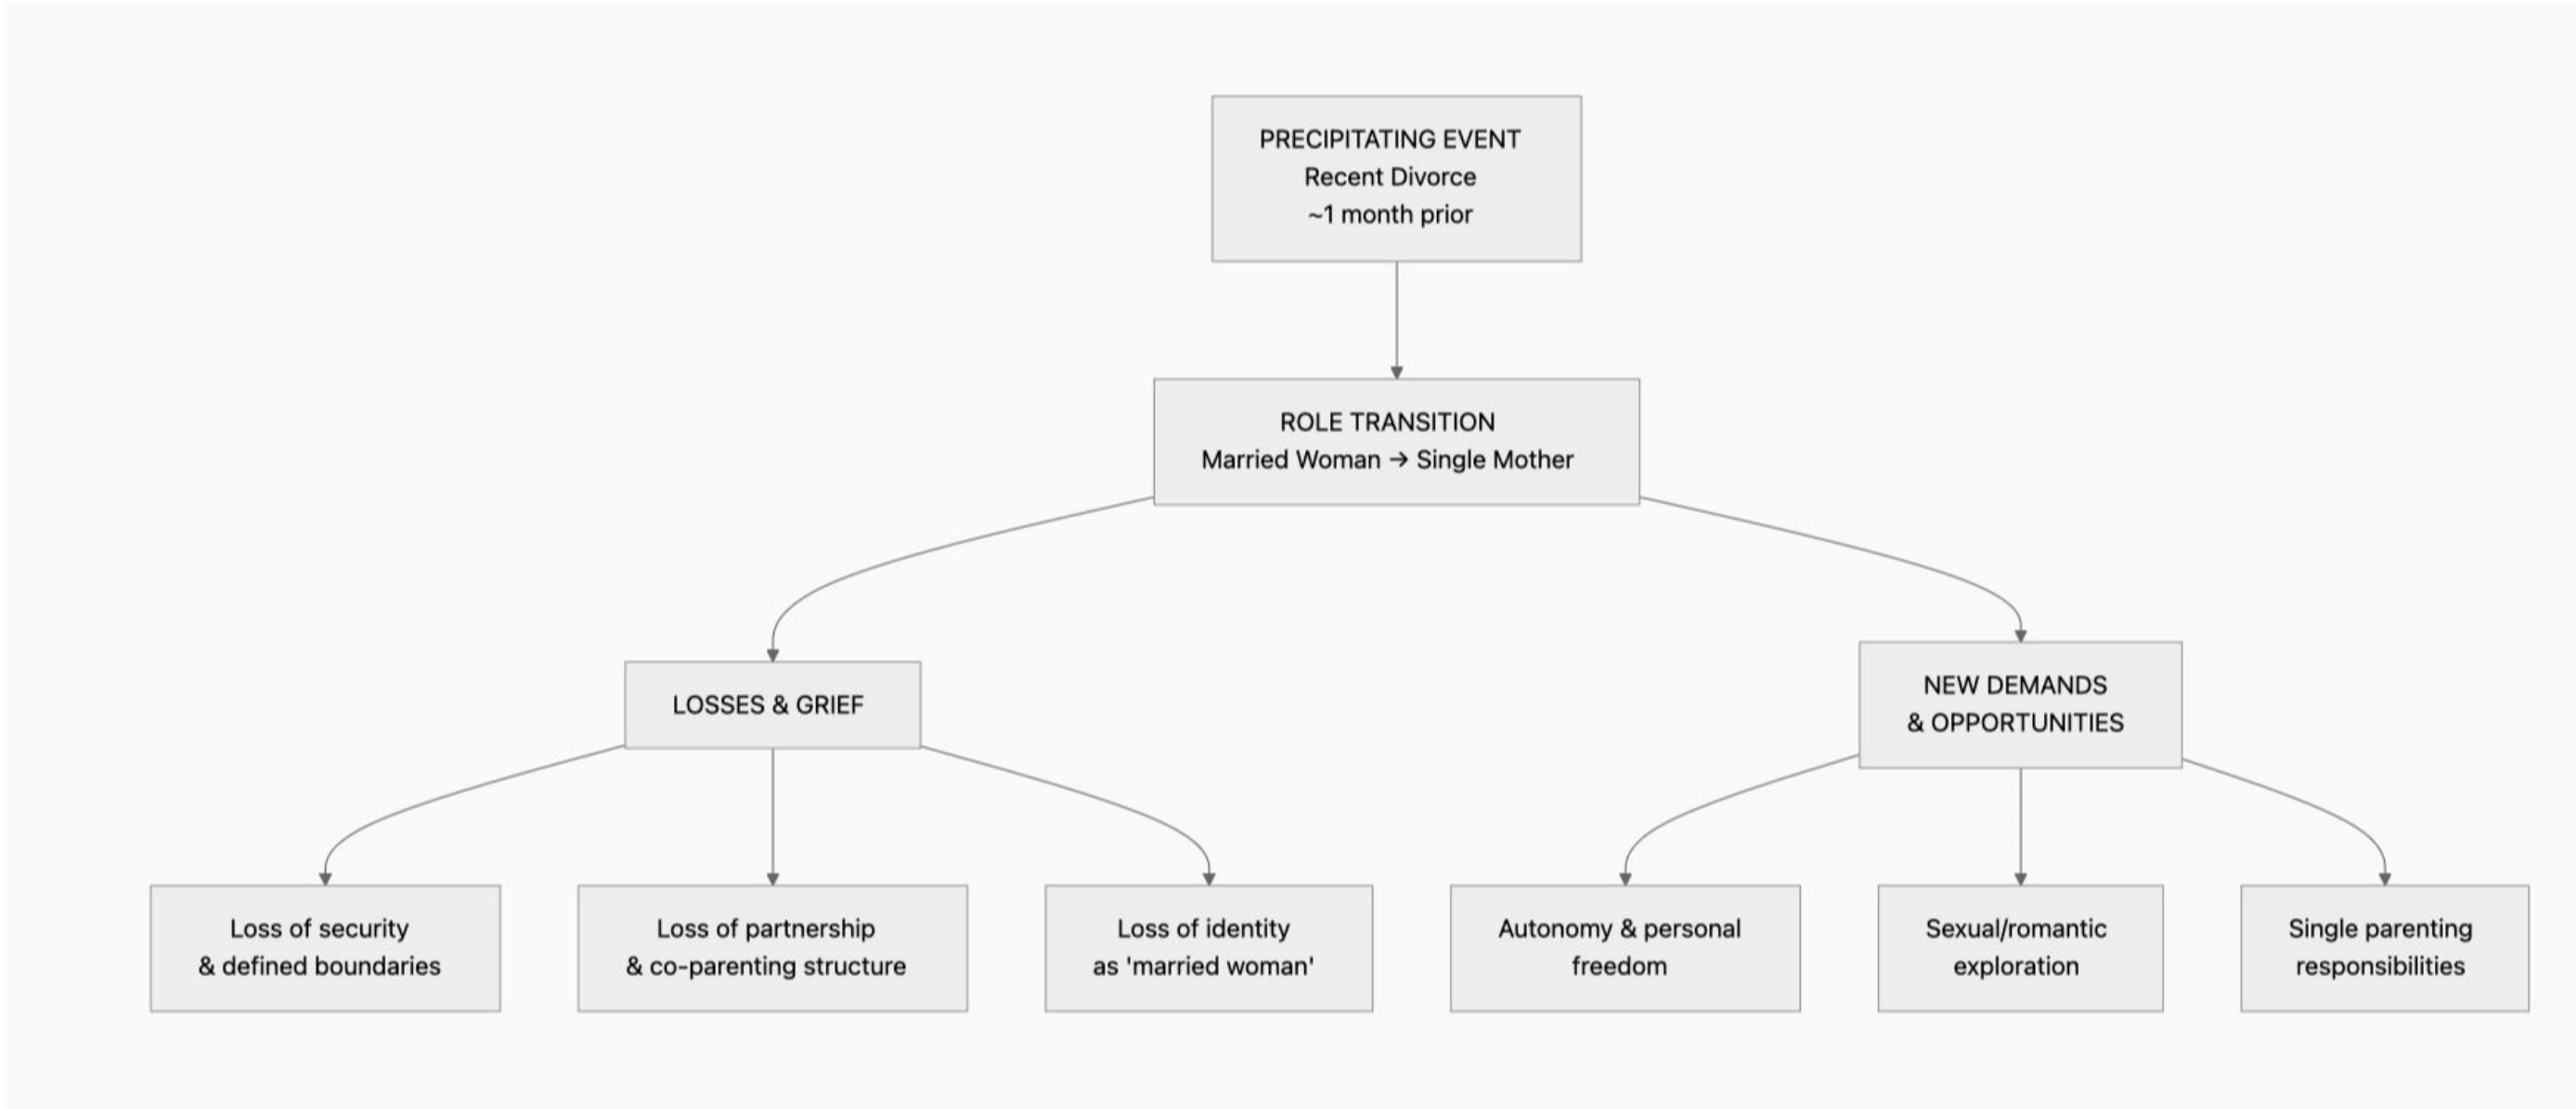 PRECIPITATING EVENT
Recent Divorce
~1 month prior
ROLE TRANSITION
Married Woman → Single Mother
LOSSES & GRIEF
NEW DEMANDS
& OPPORTUNITIES
Loss of security
& defined boundaries
Loss of partnership
& co-parenting structure
Loss of identity
as 'married woman'
Autonomy & personal
freedom
Sexual/romantic
exploration
Single parenting
responsibilities